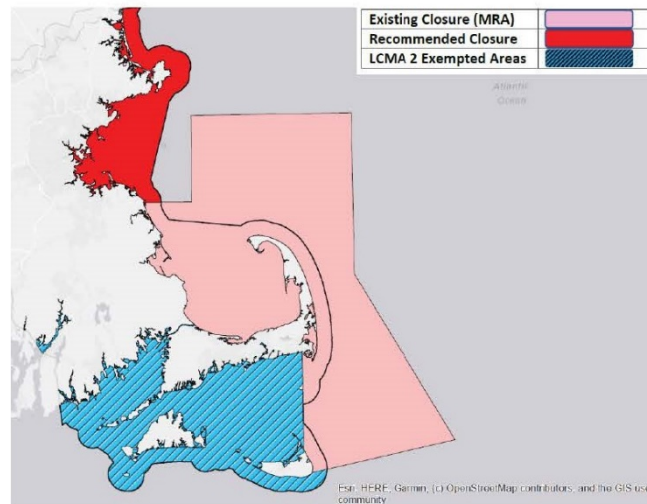 Existing Closure (MRA)
Recommended Closure
LCMA 2 Exempted Areas
Atlantic
Ocean
Esri, HERE, Garmin, (c) OpenStreetMap contributors, and the GIS use
community